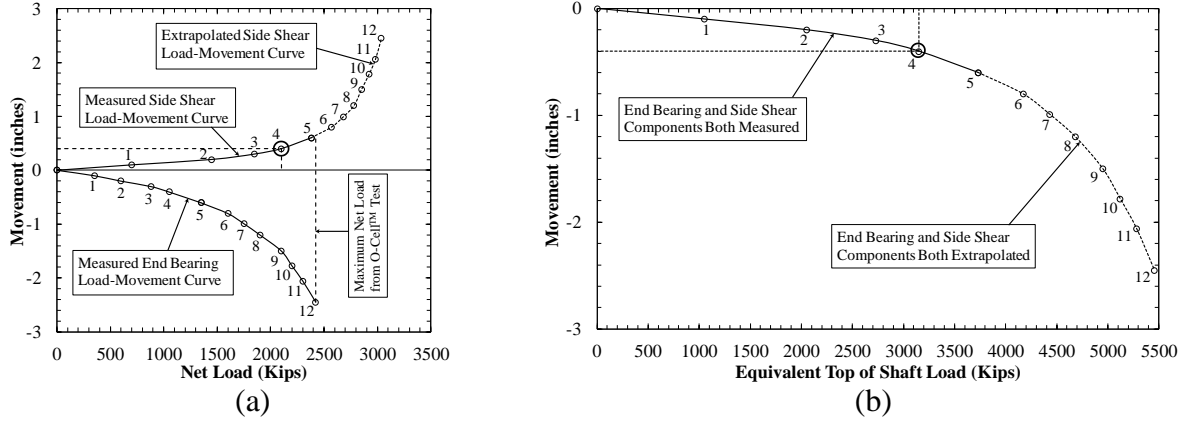 3
2
1
0
-1
-2
-3
Movement (inches)
0 500 1000 1500 2000 2500 3000 3500
Net Load (Kips)
Extrapolated Side Shear
Load-Movement Curve
Measured Side Shear
Load-Movement Curve
Measured End Bearing
Load-Movement Curve
Maximum Net Load
from O-Cell™ Test
1
2
3
4
5
6
7
8
9
10
11
12
1
2
3
4
5
6
7
8
9
10
11
12
(a)
-0
-1
-2
-3
Movement (inches)
0 500 1000 1500 2000 2500 3000 3500 4000 4500 5000 5500
Equivalent Top of Shaft Load (Kips)
End Bearing and Side Shear
Components Both Measured
End Bearing and Side Shear
Components Both Extrapolated
1
2
3
4
5
6
7
8
9
10
11
12
(b)